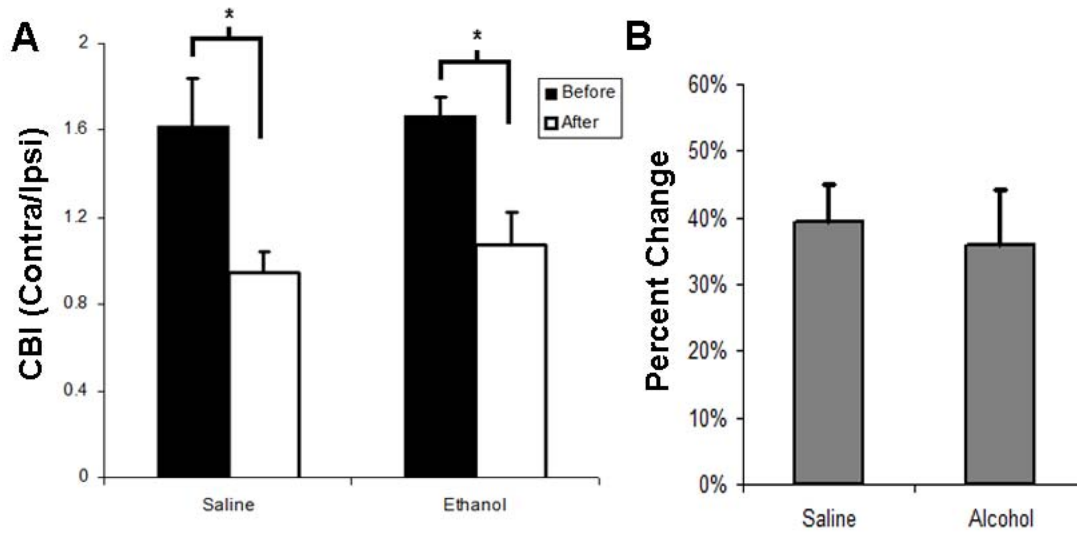 A
CBI (Contra/Ipsi)
2
1.6
1.2
0.8
0.4
0
*
*
Before
After
Saline
Ethanol
B
Percent Change
60%
50%
40%
30%
20%
10%
0%
Saline
Alcohol